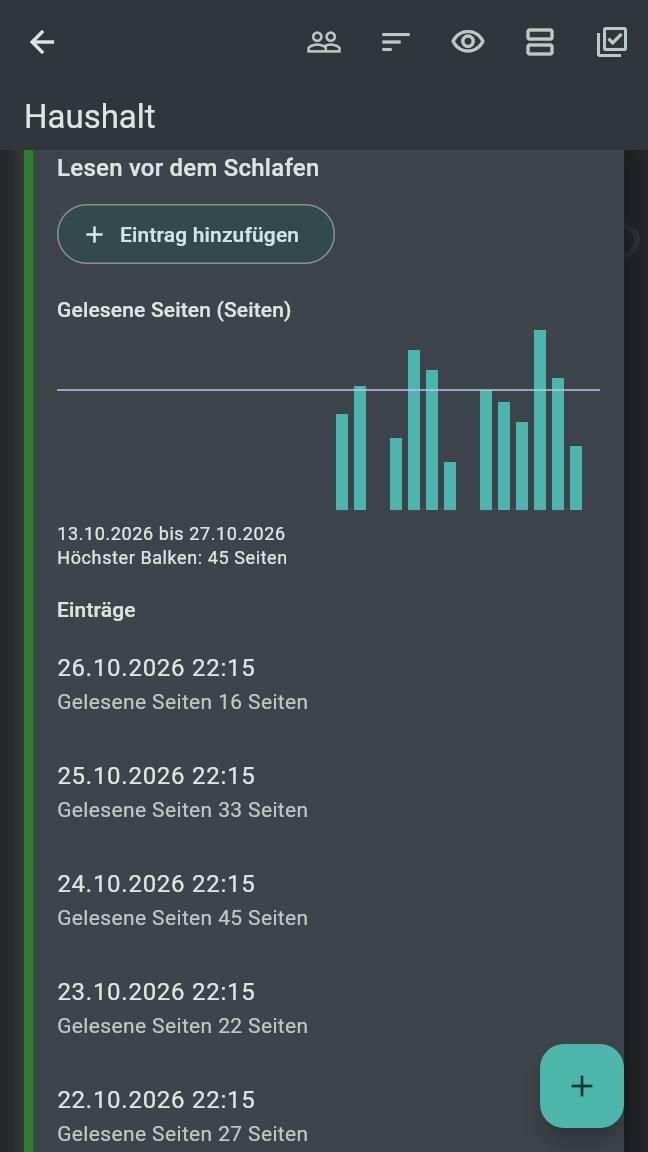 Haushalt
Lesen vor dem Schlafen
Eintrag hinzufügen
Gelesene Seiten (Seiten)
13.10.2026 bis 27.10.2026
Höchster Balken: 45 Seiten
Einträge
26.10.2026 22:15
Gelesene Seiten 16 Seiten
25.10.2026 22:15
Gelesene Seiten 33 Seiten
24.10.2026 22:15
Gelesene Seiten 45 Seiten
23.10.2026 22:15
Gelesene Seiten 22 Seiten
22.10.2026 22:15
Gelesene Seiten 27 Seiten